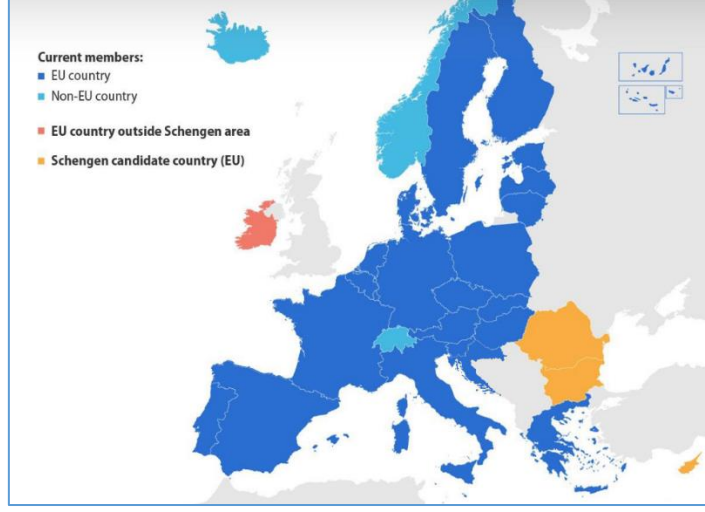 Current members:
EU country
Non-EU country
EU country outside Schengen area
Schengen candidate country (EU)